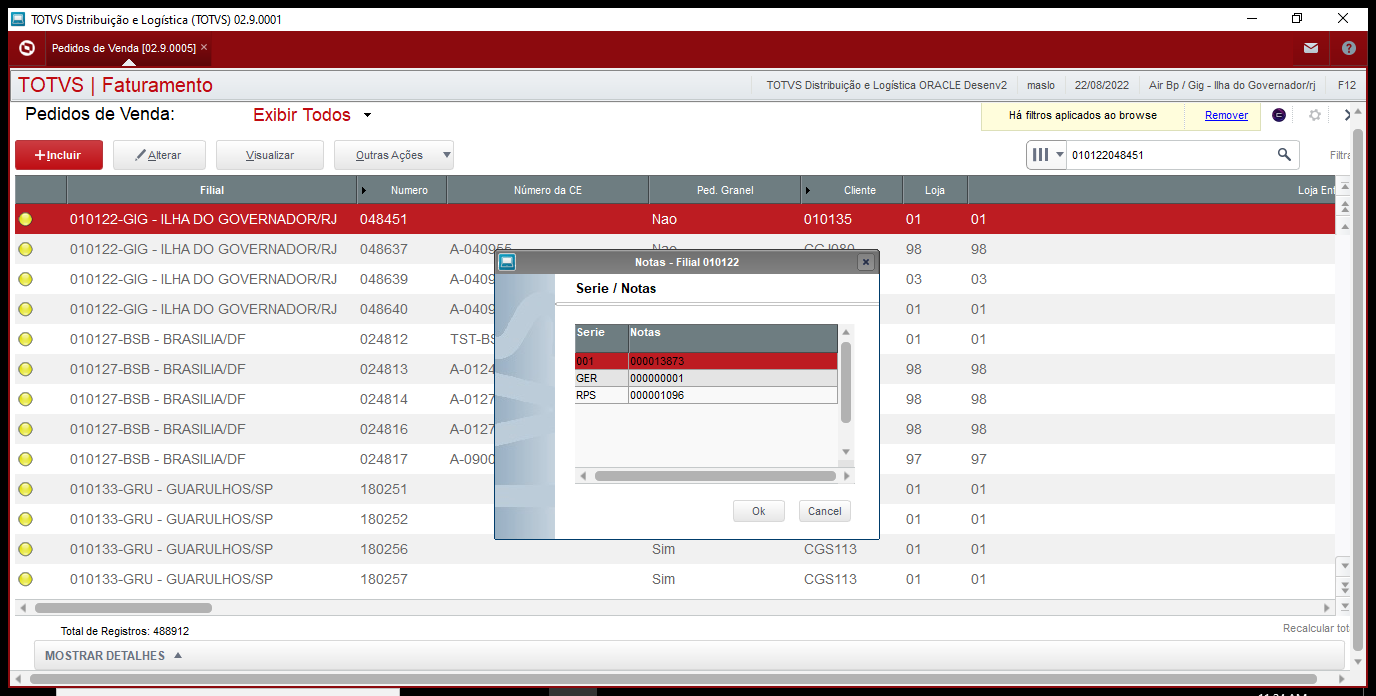 TOTVS Distribuição e Logística (TOTVS) 02.9.0001
Pedidos de Venda [02.9.0005] ×
TOTVS | Faturamento
TOTVS Distribuição e Logística ORACLE Desenv2 maslo 22/08/2022 Air Bp / Gig - Ilha do Governador/rj F12
Pedidos de Venda: Exibir Todos
Há filtros aplicados ao browse Remover
+Incluir Alterar Visualizar Outras Ações 010122048451 Filtra
Filial Numero Número da CE Ped. Granel Cliente Loja Loja Ent
010122-GIG - ILHA DO GOVERNADOR/RJ 048451 Nao 010135 01 01
010122-GIG - ILHA DO GOVERNADOR/RJ 048637 A-040955 Nao CGJ080 98 98
010122-GIG - ILHA DO GOVERNADOR/RJ 048639 A-0409 03 03
010122-GIG - ILHA DO GOVERNADOR/RJ 048640 A-0409 01 01
010127-BSB - BRASILIA/DF 024812 TST-BS 01 01
010127-BSB - BRASILIA/DF 024813 A-0124 98 98
010127-BSB - BRASILIA/DF 024814 A-0127 98 98
010127-BSB - BRASILIA/DF 024816 A-0127 98 98
010127-BSB - BRASILIA/DF 024817 A-0900 97 97
010133-GRU - GUARULHOS/SP 180251 01 01
010133-GRU - GUARULHOS/SP 180252 01 01
010133-GRU - GUARULHOS/SP 180256 Sim CGS113 01 01
010133-GRU - GUARULHOS/SP 180257 Sim CGS113 01 01
Notas - Filial 010122
Serie / Notas
Serie Notas
001 000013873
GER 000000001
RPS 000001096
Ok Cancel
Total de Registros: 488912
Recalcular tot
MOSTRAR DETALHES